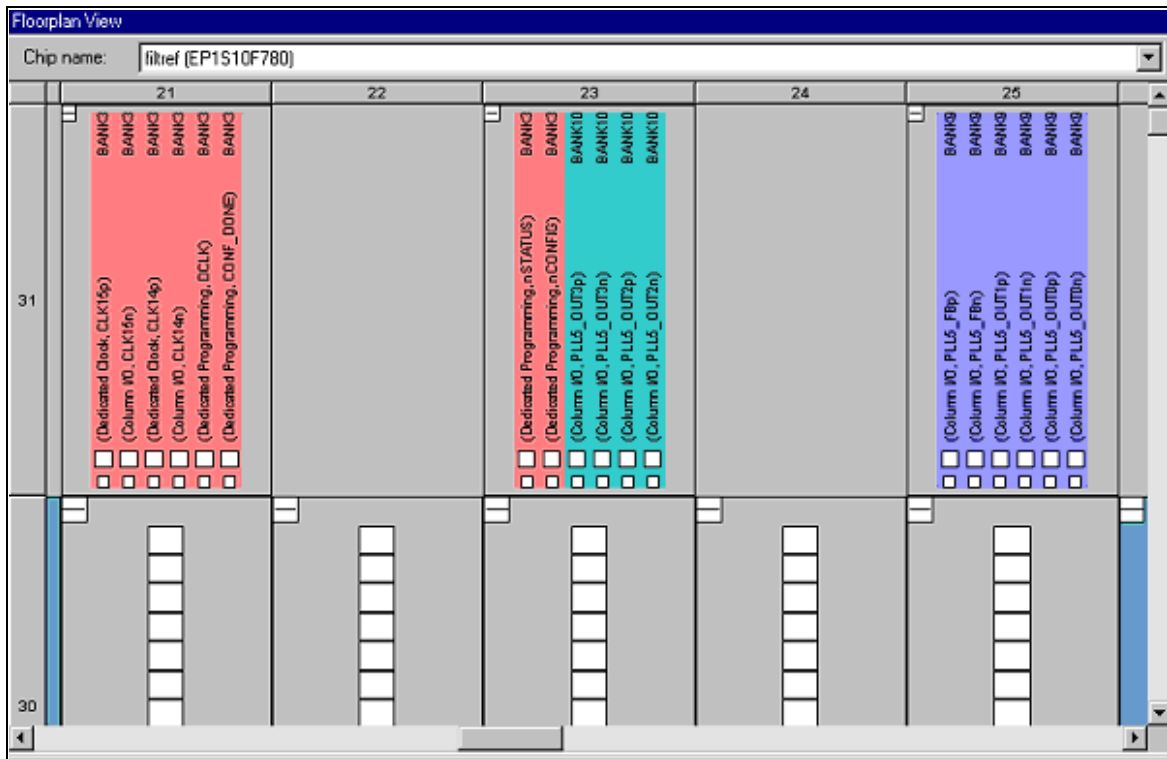 Floorplan View
Chip name: filtref (EP1S10F780)
21 22 23 24 25
31
(Dedicated Clock, CLK15p) BANK3
(Column I/O, CLK15n) BANK3
(Dedicated Clock, CLK14p) BANK3
(Column I/O, CLK14n) BANK3
(Dedicated Programming, DCLK) BANK3
(Dedicated Programming, CONF_DONE) BANK3
(Dedicated Programming, nSTATUS) BANK3
(Dedicated Programming, nCONFIG) BANK3
(Column I/O, PLL5_OUT3p) BANK10
(Column I/O, PLL5_OUT3n) BANK10
(Column I/O, PLL5_OUT2p) BANK10
(Column I/O, PLL5_OUT2n) BANK10
(Column I/O, PLL5_FBp) BANK9
(Column I/O, PLL5_FBn) BANK9
(Column I/O, PLL5_OUT1p) BANK9
(Column I/O, PLL5_OUT1n) BANK9
(Column I/O, PLL5_OUT0p) BANK9
(Column I/O, PLL5_OUT0n) BANK9
30